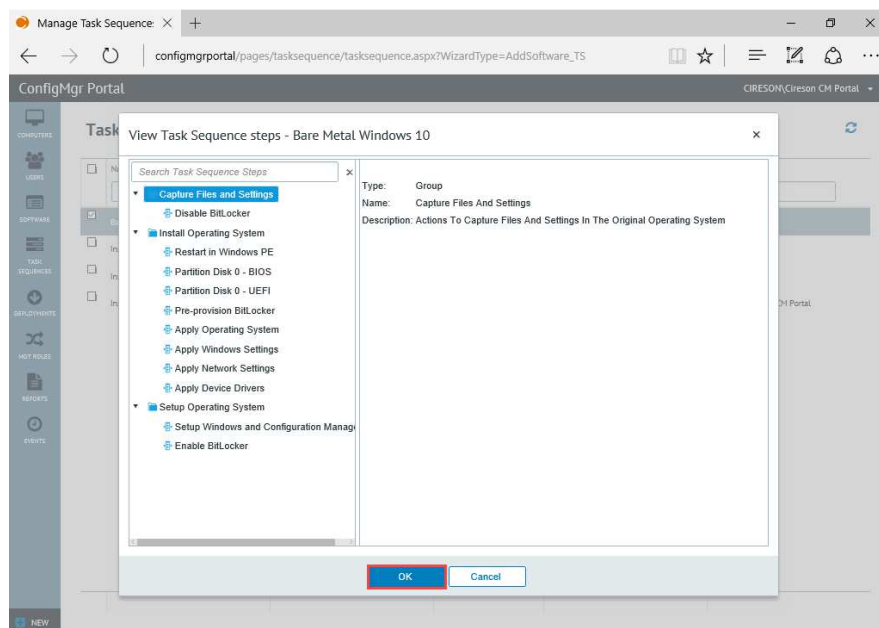 Manage Task Sequence:
configmgrportal/pages/tasksequence/tasksequence.aspx?WizardType=AddSoftware_TS
ConfigMgr Portal
CIRESON\Cireson CM Portal
COMPUTERS
USERS
SOFTWARE
TASK SEQUENCES
DEPLOYMENTS
HOT ROLES
REPORTS
EVENTS
NEW
Task
View Task Sequence steps - Bare Metal Windows 10
Search Task Sequence Steps
Capture Files and Settings
Disable BitLocker
Install Operating System
Restart in Windows PE
Partition Disk 0 - BIOS
Partition Disk 0 - UEFI
Pre-provision BitLocker
Apply Operating System
Apply Windows Settings
Apply Network Settings
Apply Device Drivers
Setup Operating System
Setup Windows and Configuration Manag
Enable BitLocker
Type: Group
Name: Capture Files And Settings
Description: Actions To Capture Files And Settings In The Original Operating System
In
In
In
CM Portal
OK
Cancel